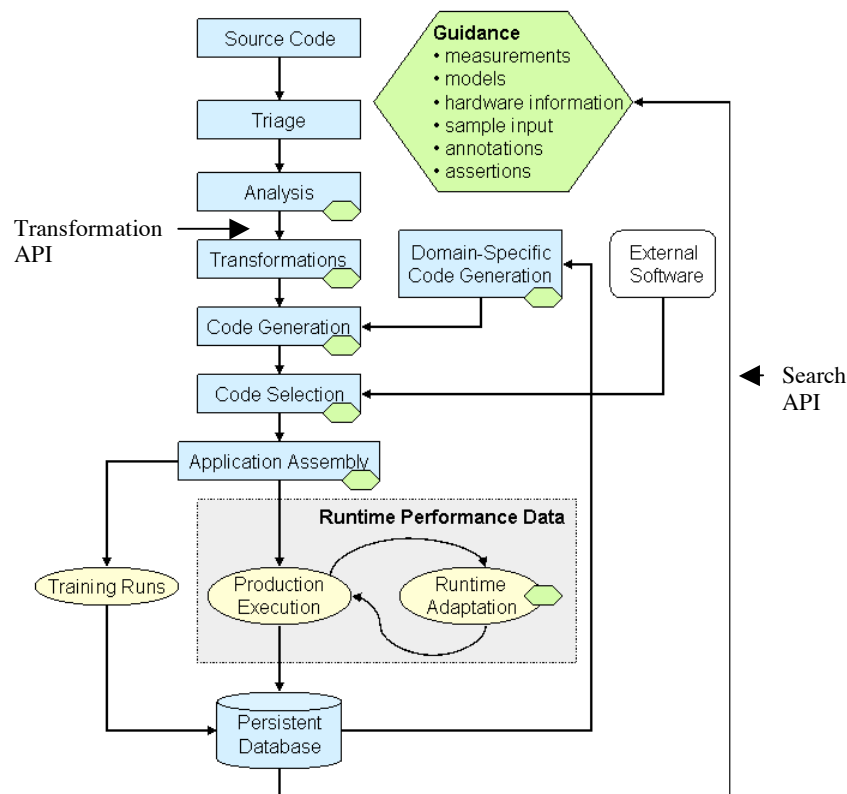 Source Code
Guidance
• measurements
• models
• hardware information
• sample input
• annotations
• assertions
Triage
Analysis
Transformation
API
Transformations
Domain-Specific
Code Generation
External
Software
Code Generation
Code Selection
Search
API
Application Assembly
Runtime Performance Data
Training Runs
Production
Execution
Runtime
Adaptation
Persistent
Database